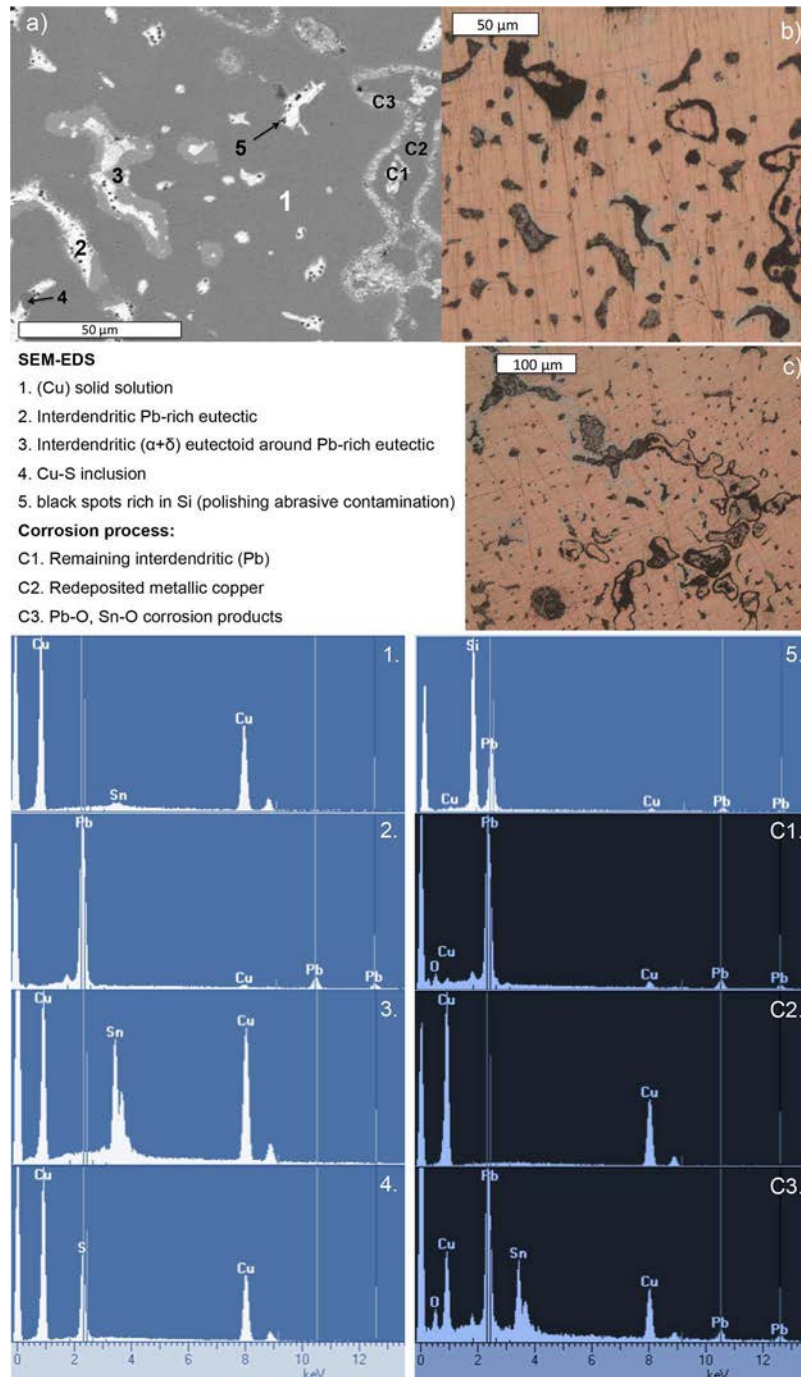 a)
C3
5
C2
C1
3
1
2
4
50 µm
50 µm
b)
100 µm
c)
SEM-EDS
1. (Cu) solid solution
2. Interdendritic Pb-rich eutectic
3. Interdendritic (α+δ) eutectoid around Pb-rich eutectic
4. Cu-S inclusion
5. black spots rich in Si (polishing abrasive contamination)
Corrosion process:
C1. Remaining interdendritic (Pb)
C2. Redeposited metallic copper
C3. Pb-O, Sn-O corrosion products
Cu
Sn
Cu
1.
Pb
Cu
Pb
Pb
2.
Cu
Sn
Cu
3.
Cu
S
Cu
4.
0 2 4 6 8 10 12
keV
Si
Pb
Cu
Cu
Pb
Pb
5.
Pb
O
Cu
Cu
Pb
Pb
C1.
Cu
Cu
C2.
Pb
O
Cu
Sn
Cu
Pb
Pb
C3.
0 2 4 6 8 10 12
keV